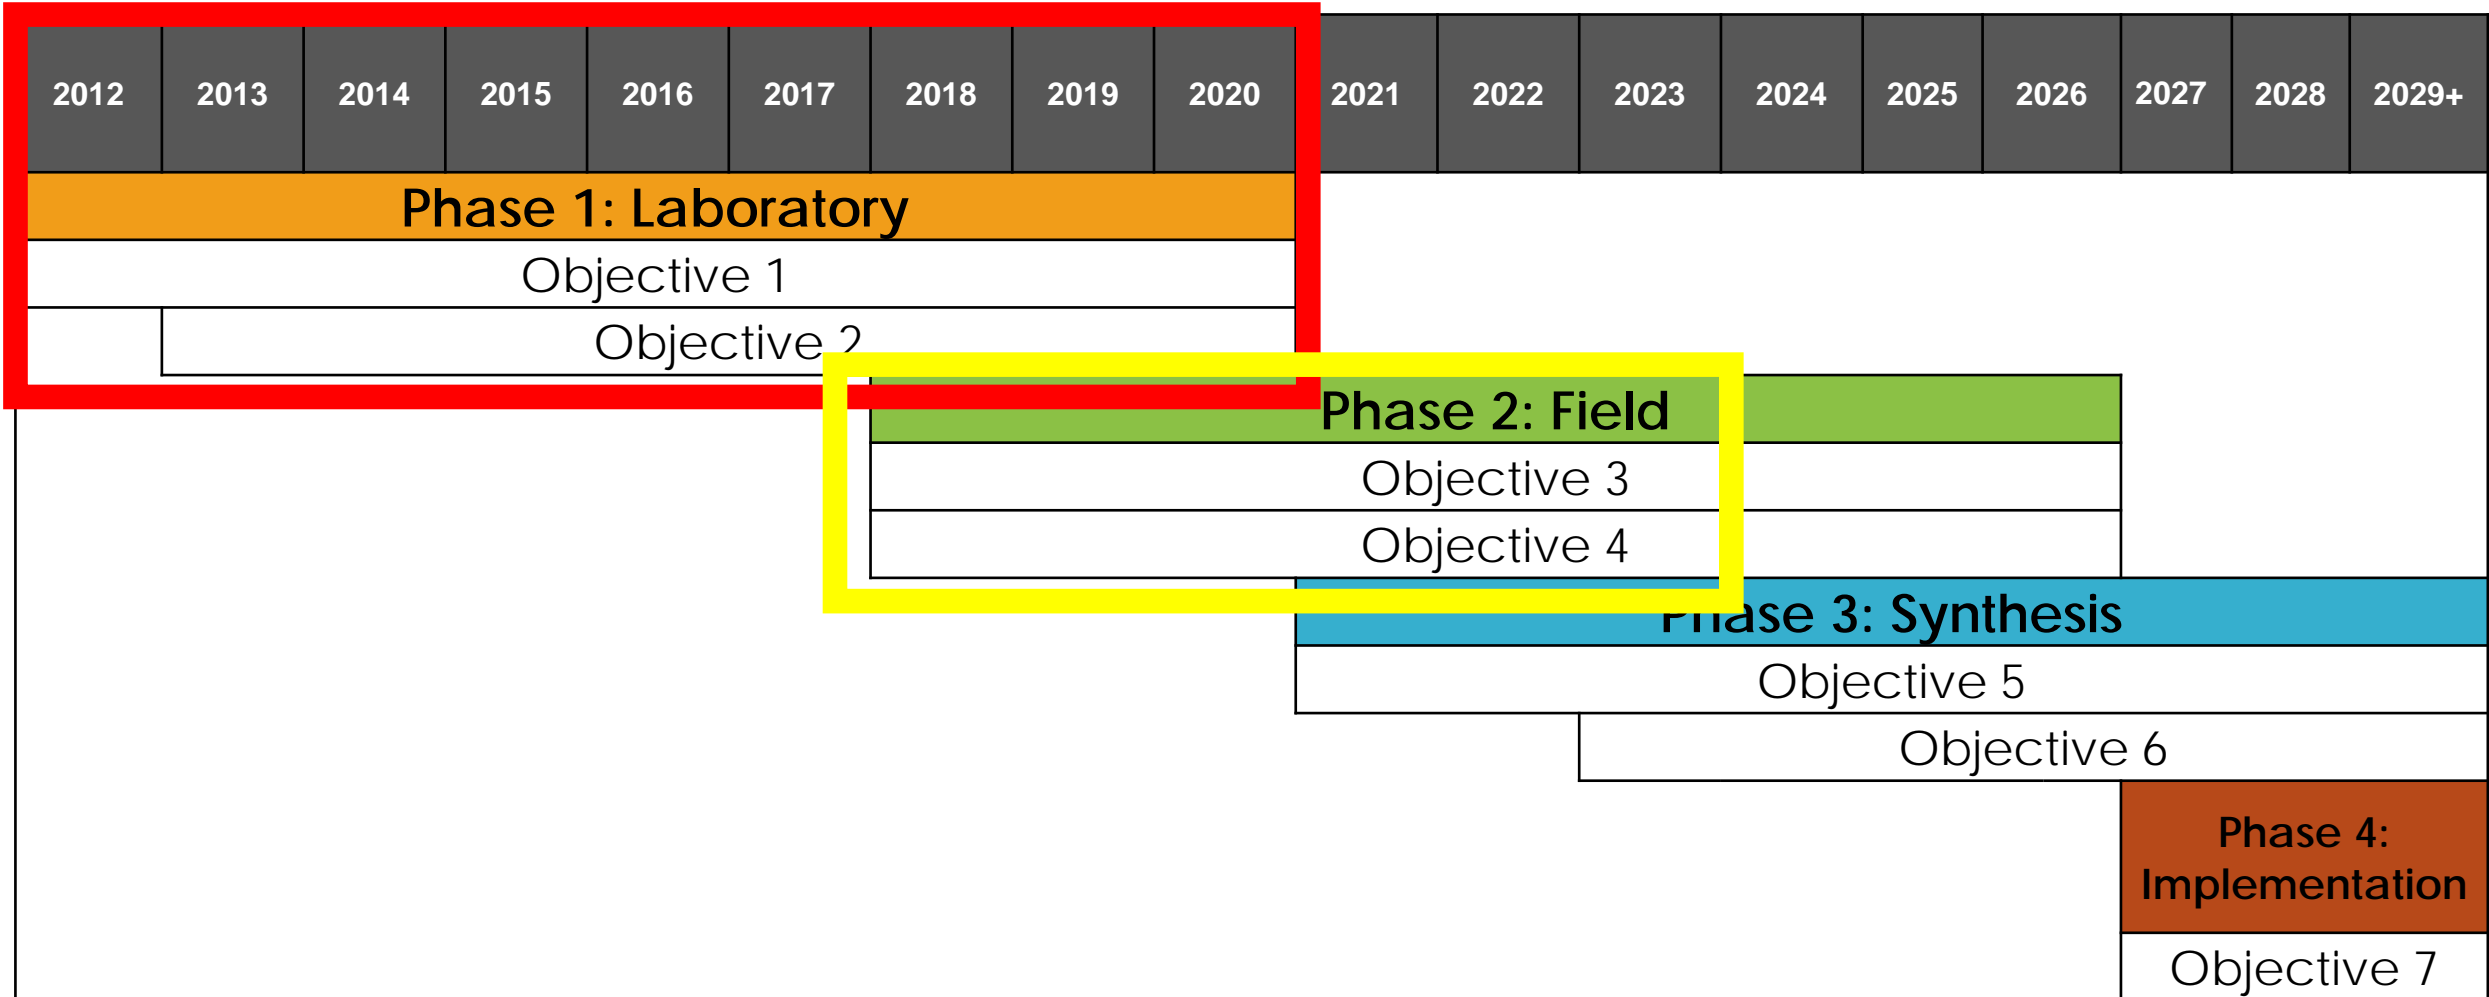 2012 2013 2014 2015 2016 2017 2018 2019 2020 2021 2022 2023 2024 2025 2026 2027 2028 2029+
Phase 1: Laboratory
Objective 1
Objective 2
Phase 2: Field
Objective 3
Objective 4
Phase 3: Synthesis
Objective 5
Objective 6
Phase 4:
Implementation
Objective 7